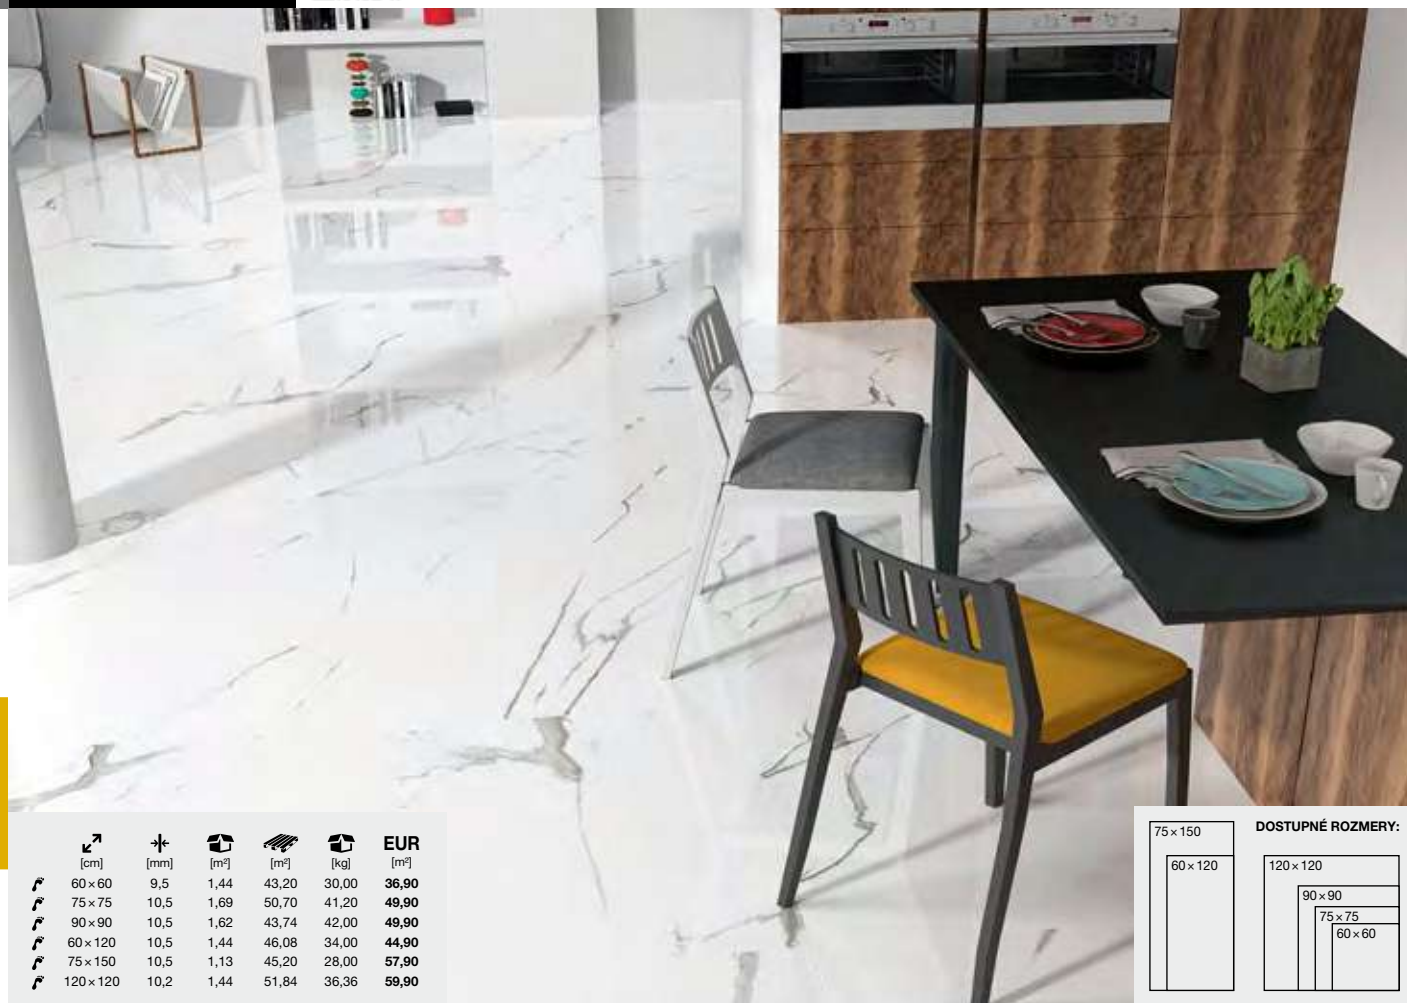 EUR
[cm] [mm] [m²] [m²] [kg] [m²]
60×60 9,5 1,44 43,20 30,00 36,90
75×75 10,5 1,69 50,70 41,20 49,90
90×90 10,5 1,62 43,74 42,00 49,90
60×120 10,5 1,44 46,08 34,00 44,90
75×150 10,5 1,13 45,20 28,00 57,90
120×120 10,2 1,44 51,84 36,36 59,90
DOSTUPNÉ ROZMERY:
75×150
60×120
120×120
90×90
75×75
60×60